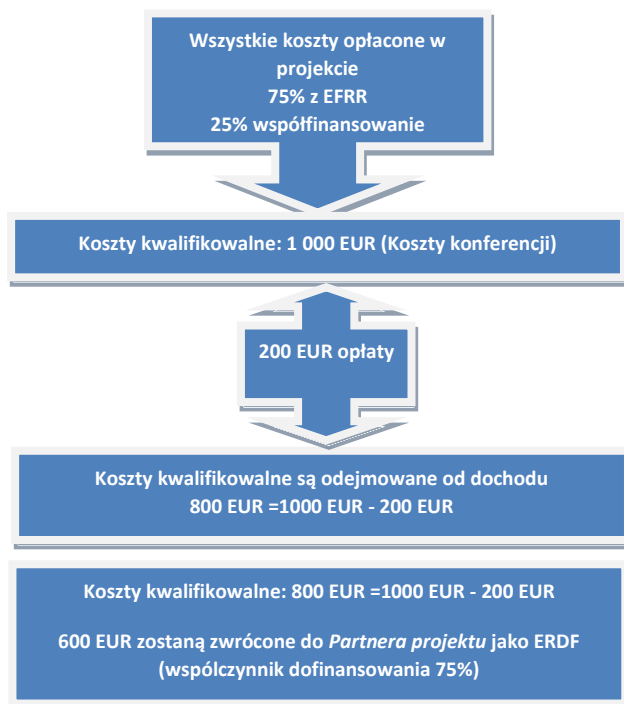 Wszystkie koszty opłacone w
projekcie
75% z EFRR
25% współfinansowanie
Koszty kwalifikowalne: 1 000 EUR (Koszty konferencji)
200 EUR opłaty
Koszty kwalifikowalne są odejmowane od dochodu
800 EUR =1000 EUR - 200 EUR
Koszty kwalifikowalne: 800 EUR =1000 EUR - 200 EUR
600 EUR zostaną zwrócone do Partnera projektu jako ERDF
(wspólczynnik dofinansowania 75%)